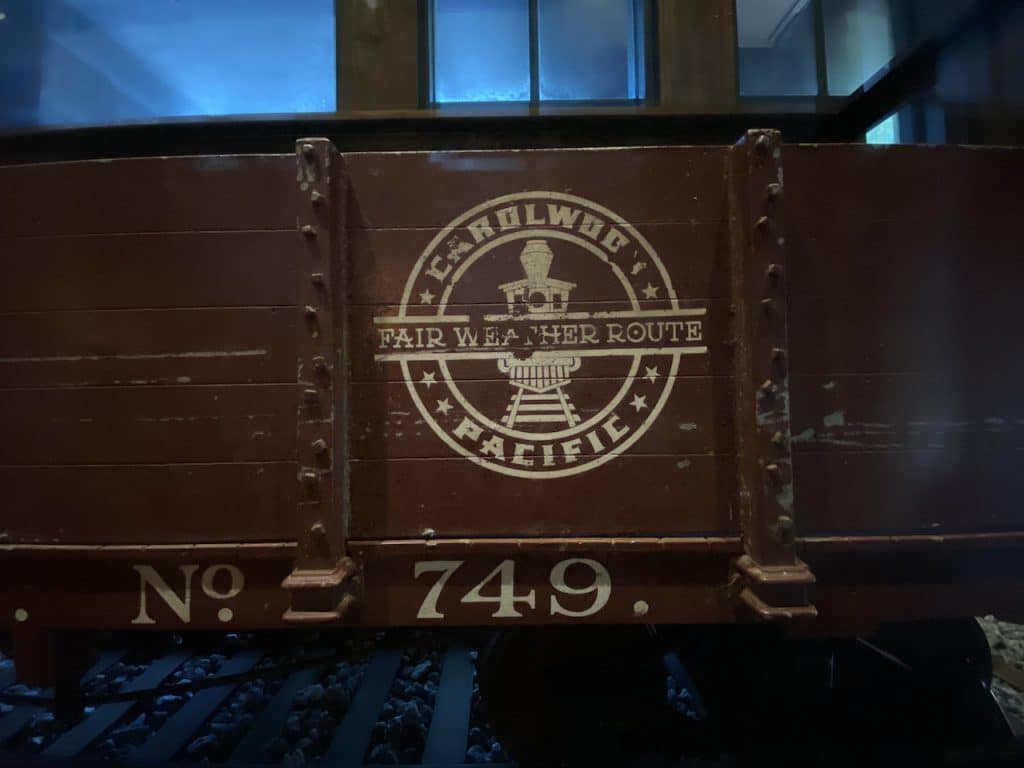 CAROLWOOD
FAIR WEATHER ROUTE
PACIFIC
. No. 749.